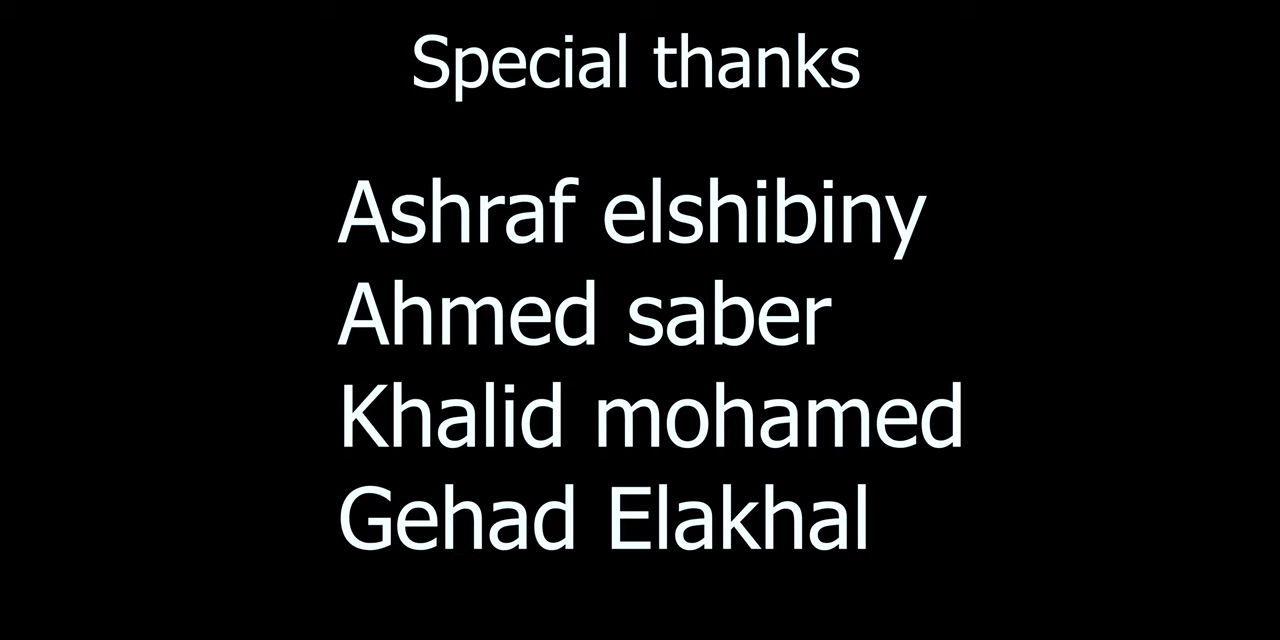 Special thanks
Ashraf elshibiny
Ahmed saber
Khalid mohamed
Gehad Elakhal